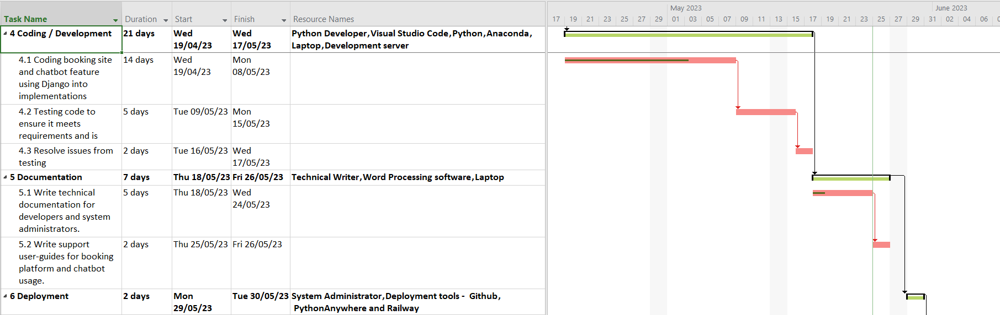 May 2023 June 2023
Task Name Duration Start Finish Resource Names 17 19 21 23 25 27 29 01 03 05 07 09 11 13 15 17 19 21 23 25 27 29 31 02 04 06
4 Coding / Development 21 days Wed Wed Python Developer,Visual Studio Code,Python,Anaconda,
19/04/23 17/05/23 Laptop,Development server
4.1 Coding booking site 14 days Wed Mon
and chatbot feature 19/04/23 08/05/23
using Django into
implementations
4.2 Testing code to 5 days Tue 09/05/23 Mon
ensure it meets 15/05/23
requirements and is
4.3 Resolve issues from 2 days Tue 16/05/23 Wed
testing 17/05/23
5 Documentation 7 days Thu 18/05/23 Fri 26/05/23 Technical Writer,Word Processing software,Laptop
5.1 Write technical 5 days Thu 18/05/23 Wed
documentation for 24/05/23
developers and system
administrators.
5.2 Write support 2 days Thu 25/05/23 Fri 26/05/23
user-guides for booking
platform and chatbot
usage.
6 Deployment 2 days Mon Tue 30/05/23 System Administrator,Deployment tools - Github,
29/05/23 PythonAnywhere and Railway